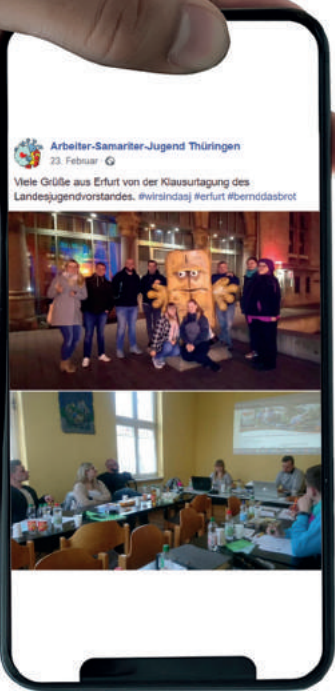 Arbeiter-Samariter-Jugend Thüringen
23. Februar ·
Viele Grüße aus Erfurt von der Klausurtagung des
Landesjugendvorstandes. #wirsindasj #erfurt #bernddasbrot